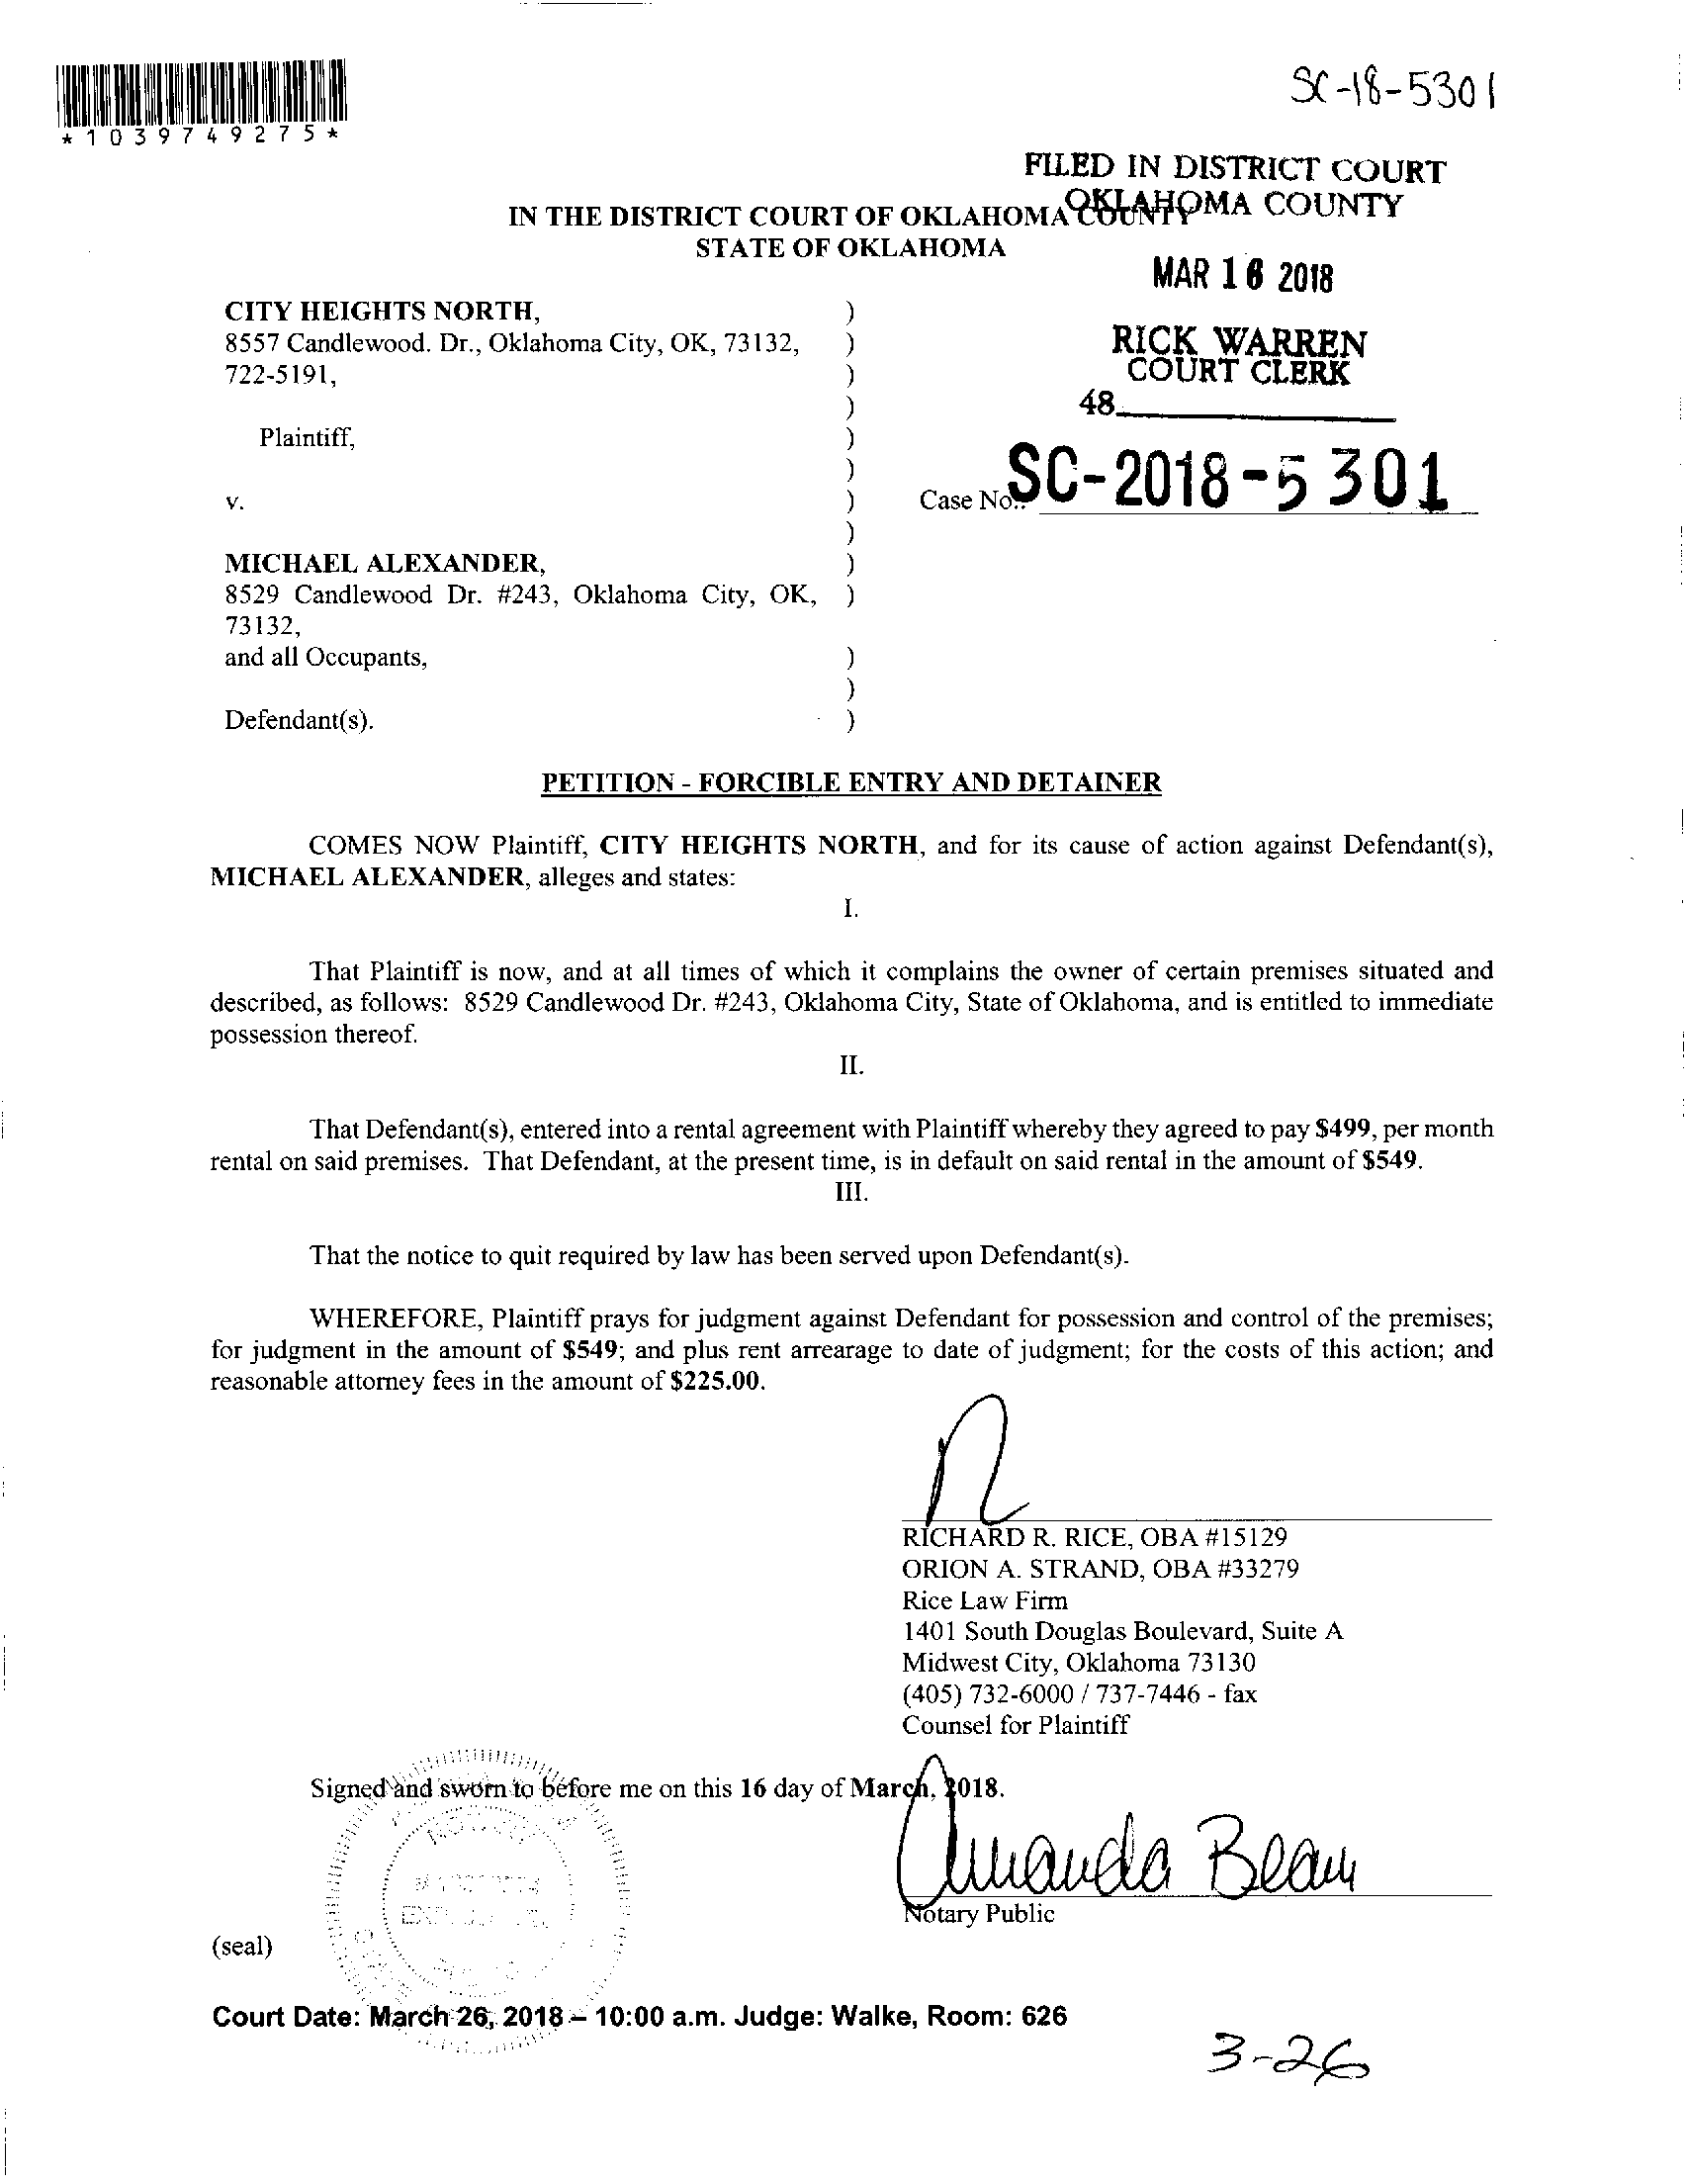 *1039749275*
SC-18-5301
FILED IN DISTRICT COURT
OKLAHOMA COUNTY
IN THE DISTRICT COURT OF OKLAHOMA COUNTY
STATE OF OKLAHOMA
MAR 16 2018
RICK WARREN
COURT CLERK
48
CITY HEIGHTS NORTH, )
8557 Candlewood. Dr., Oklahoma City, OK, 73132, )
722-5191, )
)
Plaintiff, )
)
v. ) Case No.: SC-2018-5301
)
MICHAEL ALEXANDER, )
8529 Candlewood Dr. #243, Oklahoma City, OK, )
73132,
and all Occupants, )
)
Defendant(s). )
PETITION - FORCIBLE ENTRY AND DETAINER
COMES NOW Plaintiff, CITY HEIGHTS NORTH, and for its cause of action against Defendant(s),
MICHAEL ALEXANDER, alleges and states:
I.
That Plaintiff is now, and at all times of which it complains the owner of certain premises situated and
described, as follows: 8529 Candlewood Dr. #243, Oklahoma City, State of Oklahoma, and is entitled to immediate
possession thereof.
II.
That Defendant(s), entered into a rental agreement with Plaintiff whereby they agreed to pay $499, per month
rental on said premises. That Defendant, at the present time, is in default on said rental in the amount of $549.
III.
That the notice to quit required by law has been served upon Defendant(s).
WHEREFORE, Plaintiff prays for judgment against Defendant for possession and control of the premises;
for judgment in the amount of $549; and plus rent arrearage to date of judgment; for the costs of this action; and
reasonable attorney fees in the amount of $225.00.
RICHARD R. RICE, OBA #15129
ORION A. STRAND, OBA #33279
Rice Law Firm
1401 South Douglas Boulevard, Suite A
Midwest City, Oklahoma 73130
(405) 732-6000 / 737-7446 - fax
Counsel for Plaintiff
Signed and sworn to before me on this 16 day of March, 2018.
Amanda Beam
Notary Public
(seal)
Court Date: March 26, 2018 – 10:00 a.m. Judge: Walke, Room: 626
3-26